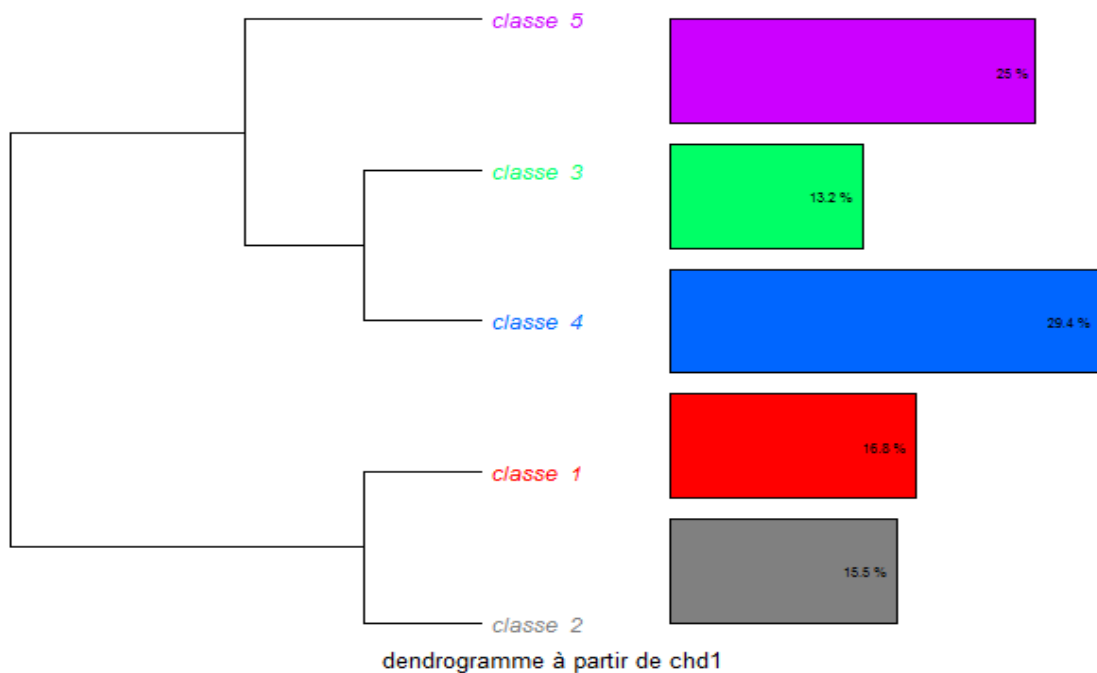 classe 5
25 %
classe 3
13.2 %
classe 4
29.4 %
classe 1
16.8 %
classe 2
15.5 %
dendrogramme à partir de chd1